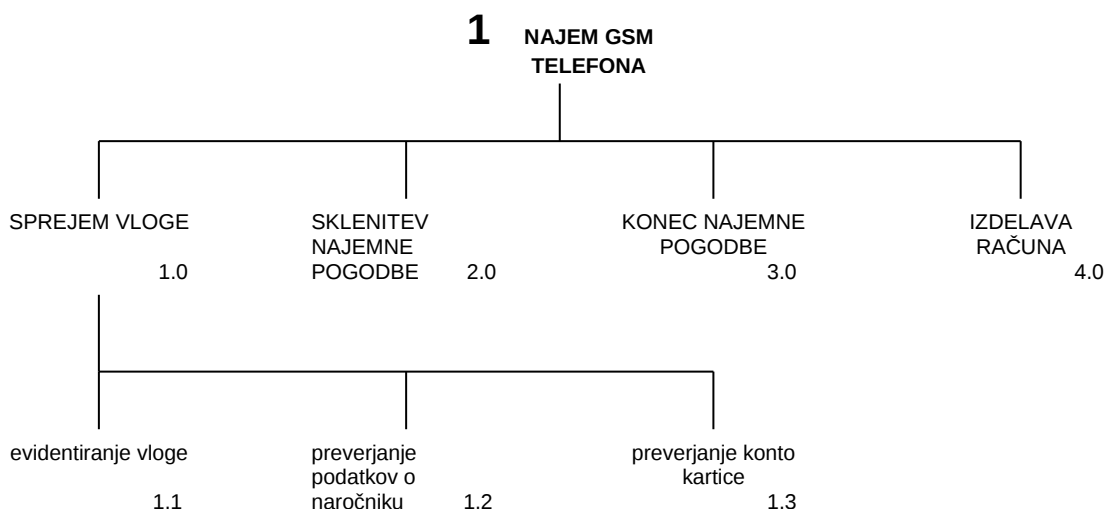 1 NAJEM GSM
TELEFONA
SPREJEM VLOGE
1.0
SKLENITEV
NAJEMNE
POGODBE 2.0
KONEC NAJEMNE
POGODBE
3.0
IZDELAVA
RAČUNA
4.0
evidentiranje vloge
1.1
preverjanje
podatkov o
naročniku 1.2
preverjanje konto
kartice
1.3